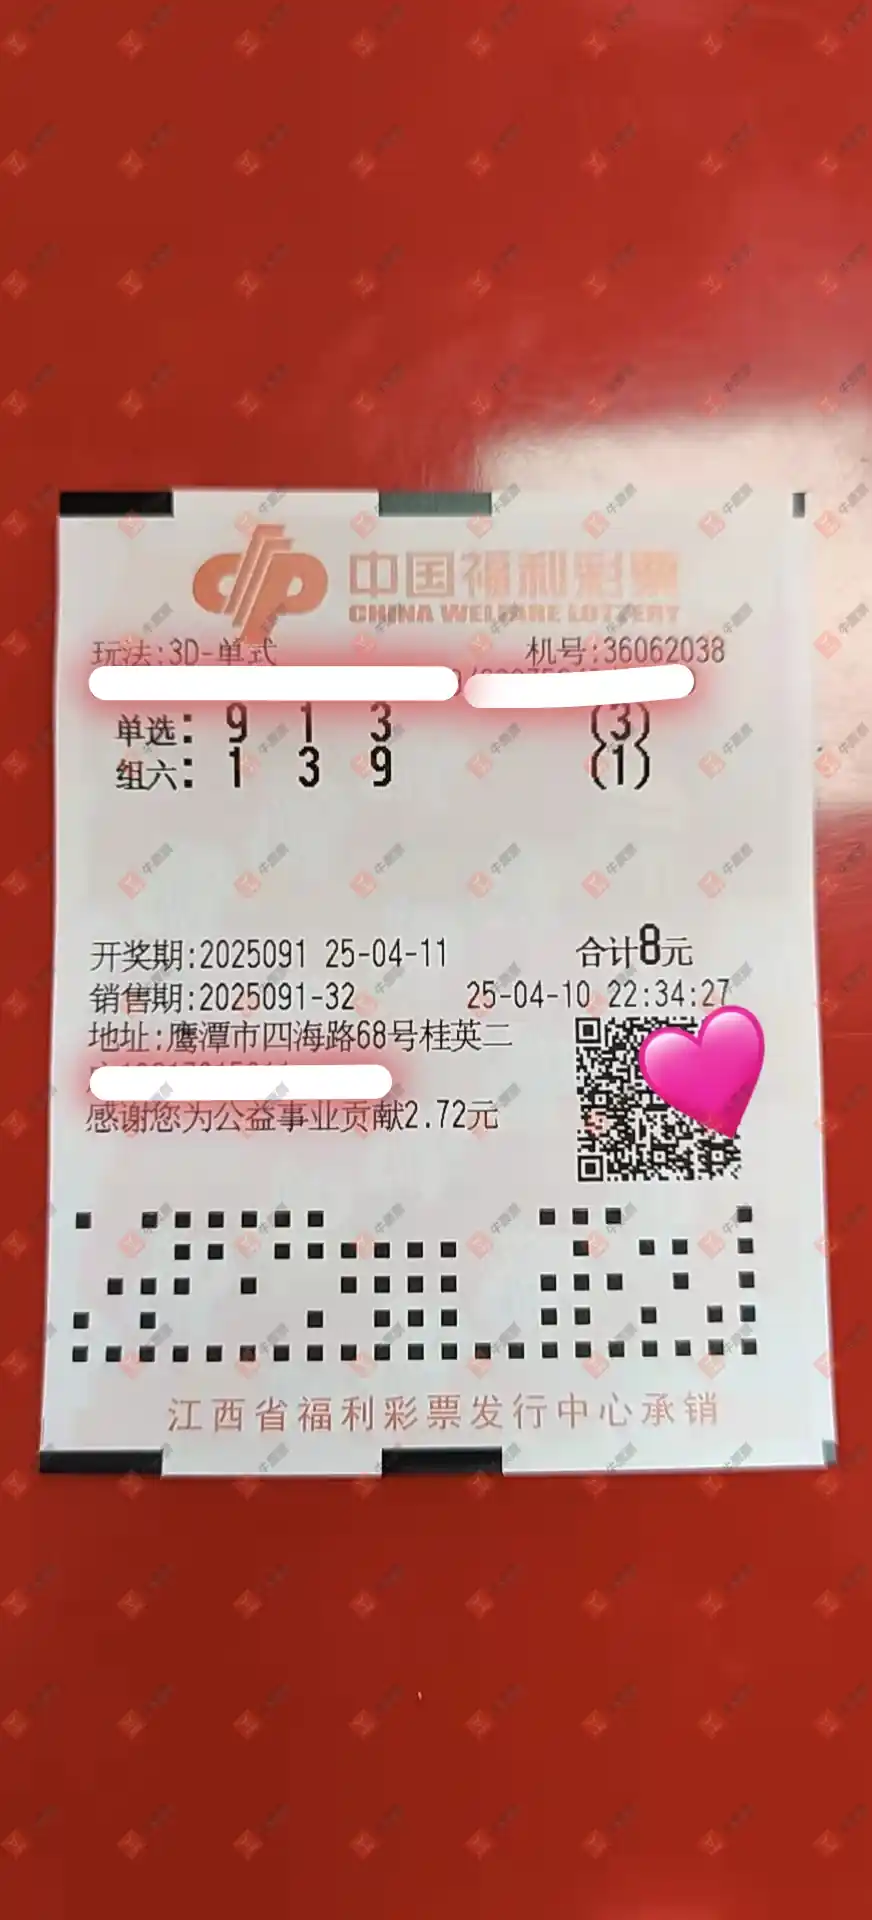 中国福利彩票
CHINA WELFARE LOTTERY
玩法:3D-单式 机号:36062038
单选: 9 1 3 (3)
组六: 1 3 9 (1)
开奖期:2025091 25-04-11 合计8元
销售期:2025091-32 25-04-10 22:34:27
地址:鹰潭市四海路68号桂英二
感谢您为公益事业贡献2.72元
江西省福利彩票发行中心承销